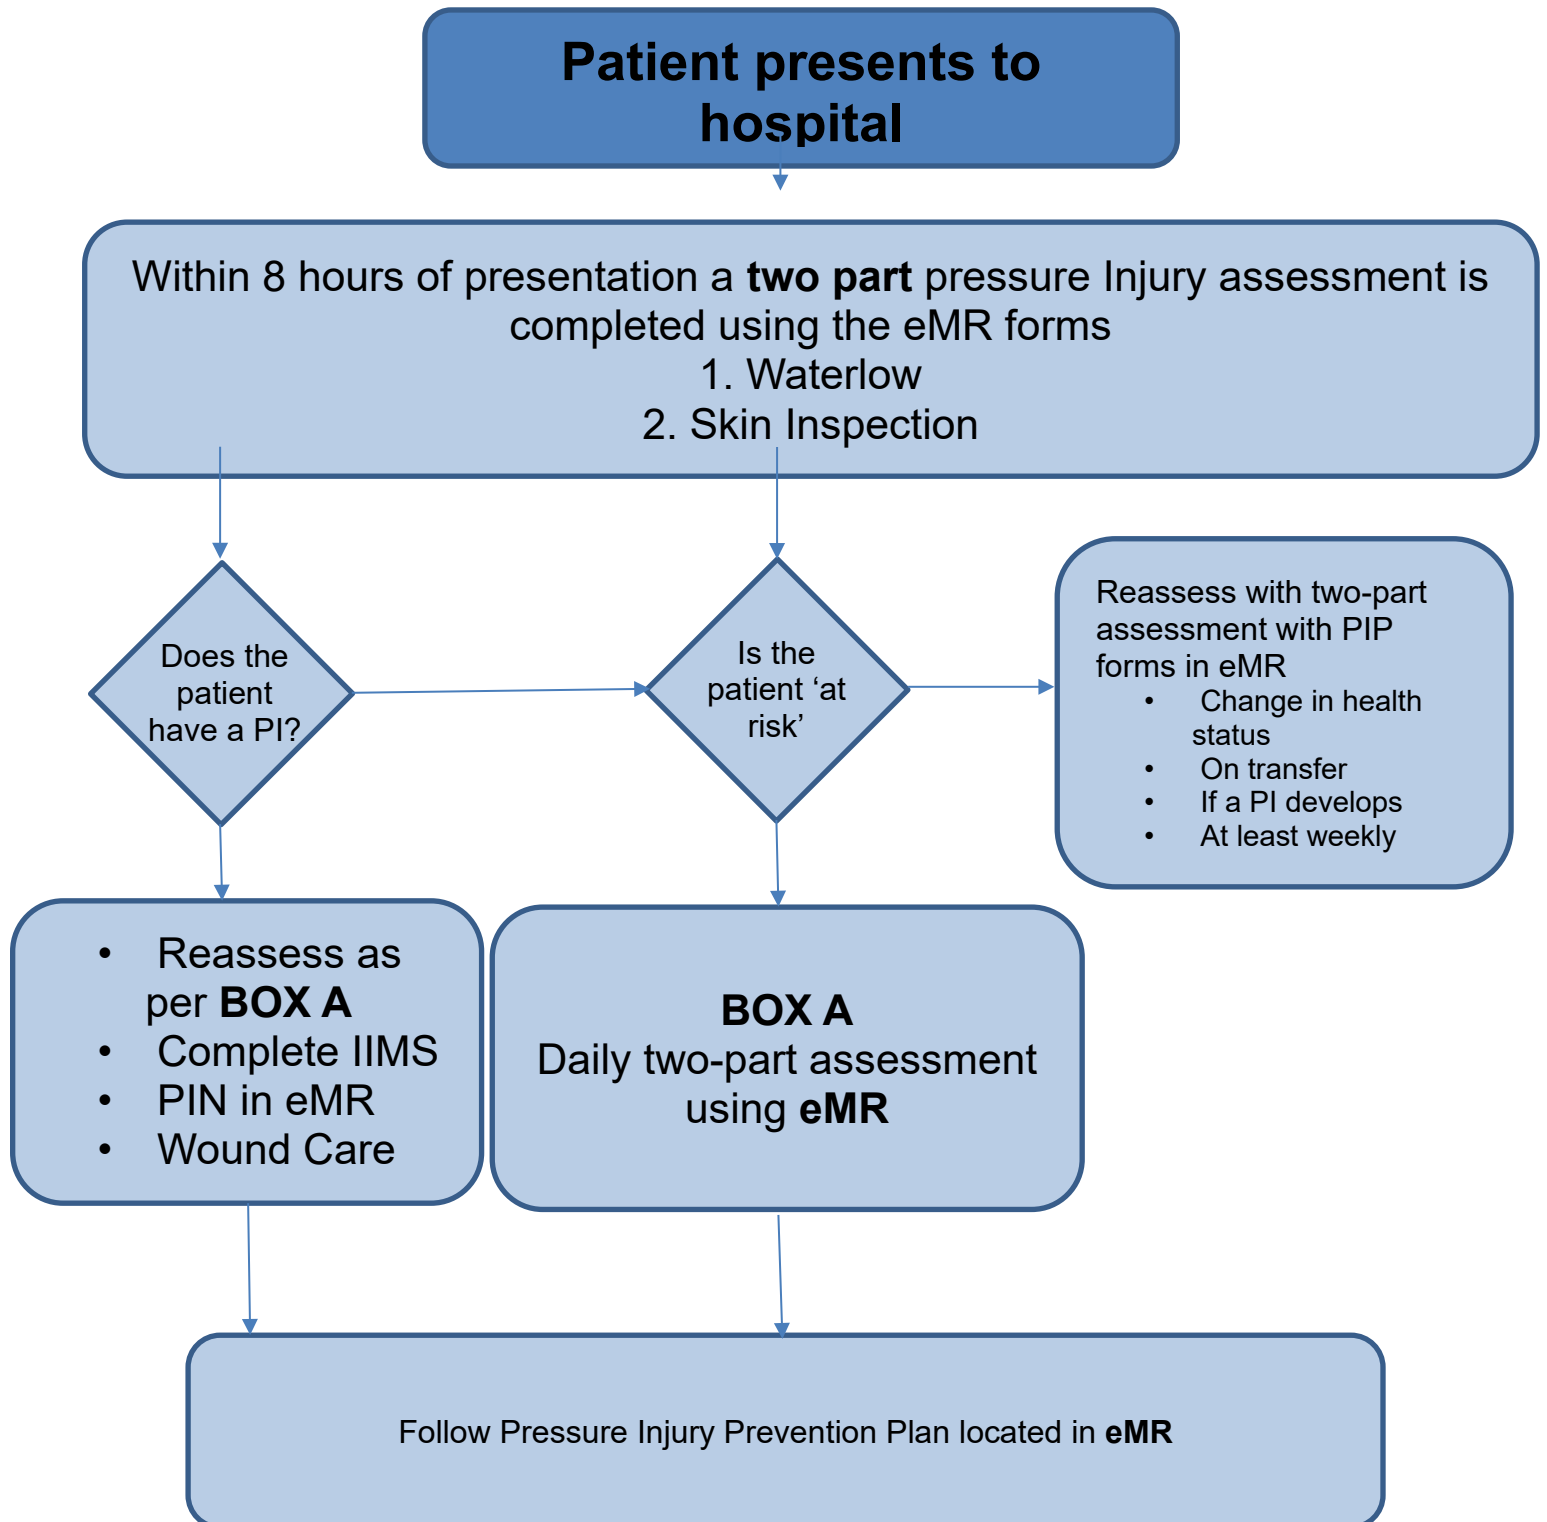 Patient presents to
hospital
Within 8 hours of presentation a two part pressure Injury assessment is
completed using the eMR forms
1. Waterlow
2. Skin Inspection
Does the
patient
have a PI?
Is the
patient ‘at
risk’
Reassess with two-part
assessment with PIP
forms in eMR
• Change in health
status
• On transfer
• If a PI develops
• At least weekly
• Reassess as
per BOX A
• Complete IIMS
• PIN in eMR
• Wound Care
BOX A
Daily two-part assessment
using eMR
Follow Pressure Injury Prevention Plan located in eMR